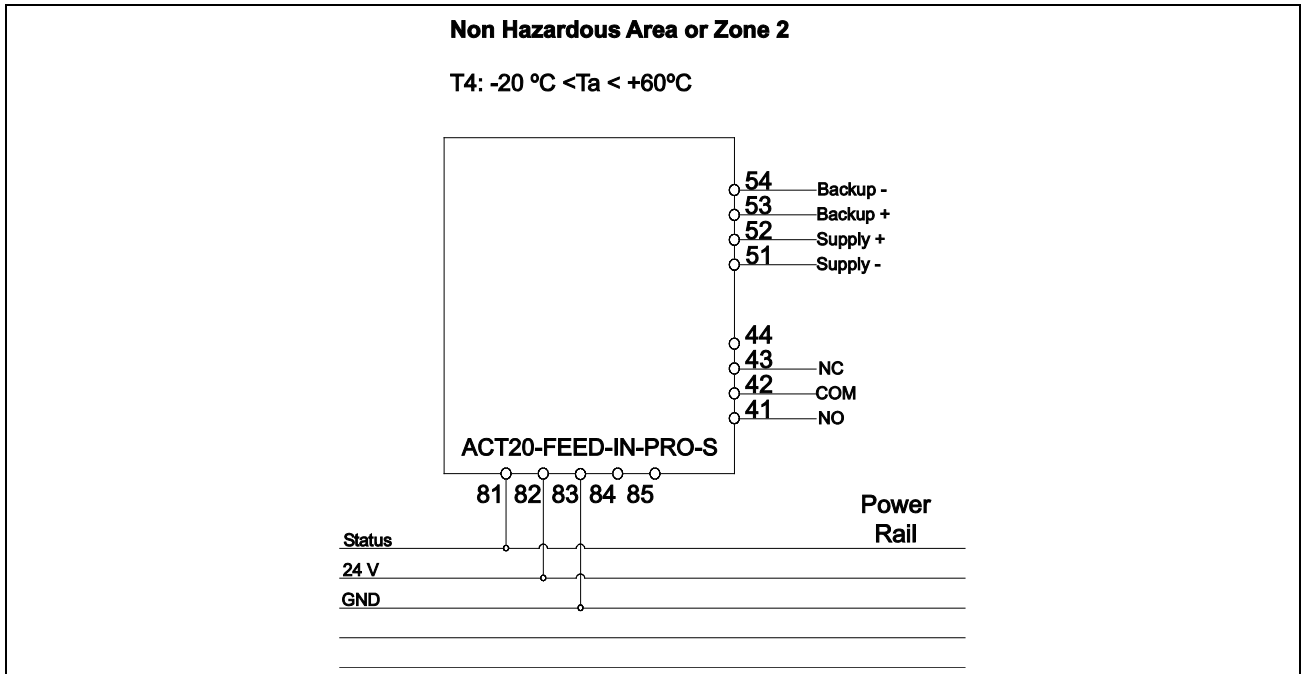 Non Hazardous Area or Zone 2
T4: -20 ºC <Ta < +60ºC
54 Backup -
53 Backup +
52 Supply +
51 Supply -
44
43 NC
42 COM
41 NO
ACT20-FEED-IN-PRO-S
81 82 83 84 85
Power
Rail
Status
24 V
GND